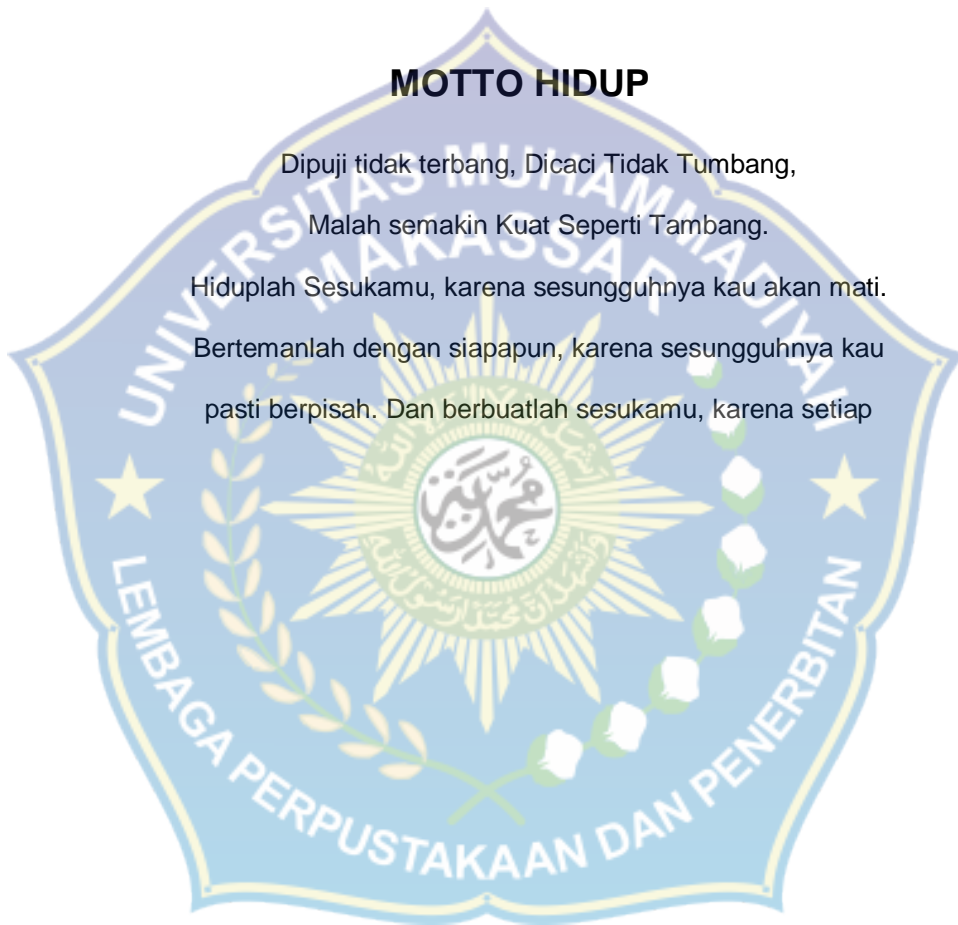 MOTTO HIDUP
Dipuji tidak terbang, Dicaci Tidak Tumbang,
Malah semakin Kuat Seperti Tambang.
Hiduplah Sesukamu, karena sesungguhnya kau akan mati.
Bertemanlah dengan siapapun, karena sesungguhnya kau
pasti berpisah. Dan berbuatlah sesukamu, karena setiap
UNIVERSITAS MUHAMMADIYAH
MAKASSAR
LEMBAGA PERPUSTAKAAN DAN PENERBITAN